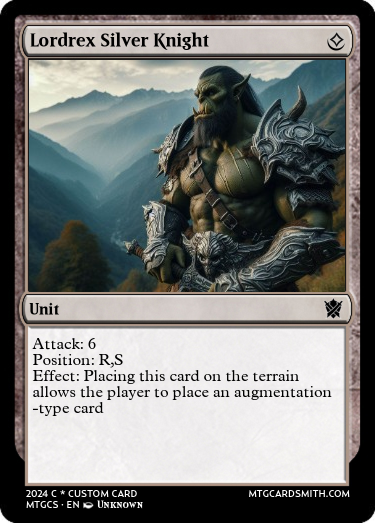 Lordrex Silver Knight
Unit
Attack: 6
Position: R,S
Effect: Placing this card on the terrain
allows the player to place an augmentation
-type card
2024 C * CUSTOM CARD
MTGCARDSMITH.COM
MTGCS · EN Unknown